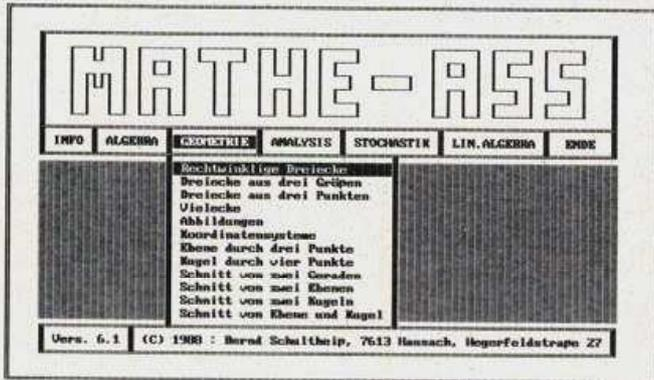 MATHE-ASS
INFO ALGEBRA GEOMETRIE ANALYSIS STOCHASTIK LIN.ALGEBRA ENDE
Rechtwinklige Dreiecke
Dreiecke aus drei Größen
Dreiecke aus drei Punkten
Vielecke
Abbildungen
Koordinatensysteme
Ebene durch drei Punkte
Kugel durch vier Punkte
Schnitt von zwei Geraden
Schnitt von zwei Ebenen
Schnitt von zwei Kugeln
Schnitt von Ebene und Kugel
Vers. 6.1 (C) 1988 : Bernd Schultheiß, 7613 Hausach, Hegerfeldstraße 27